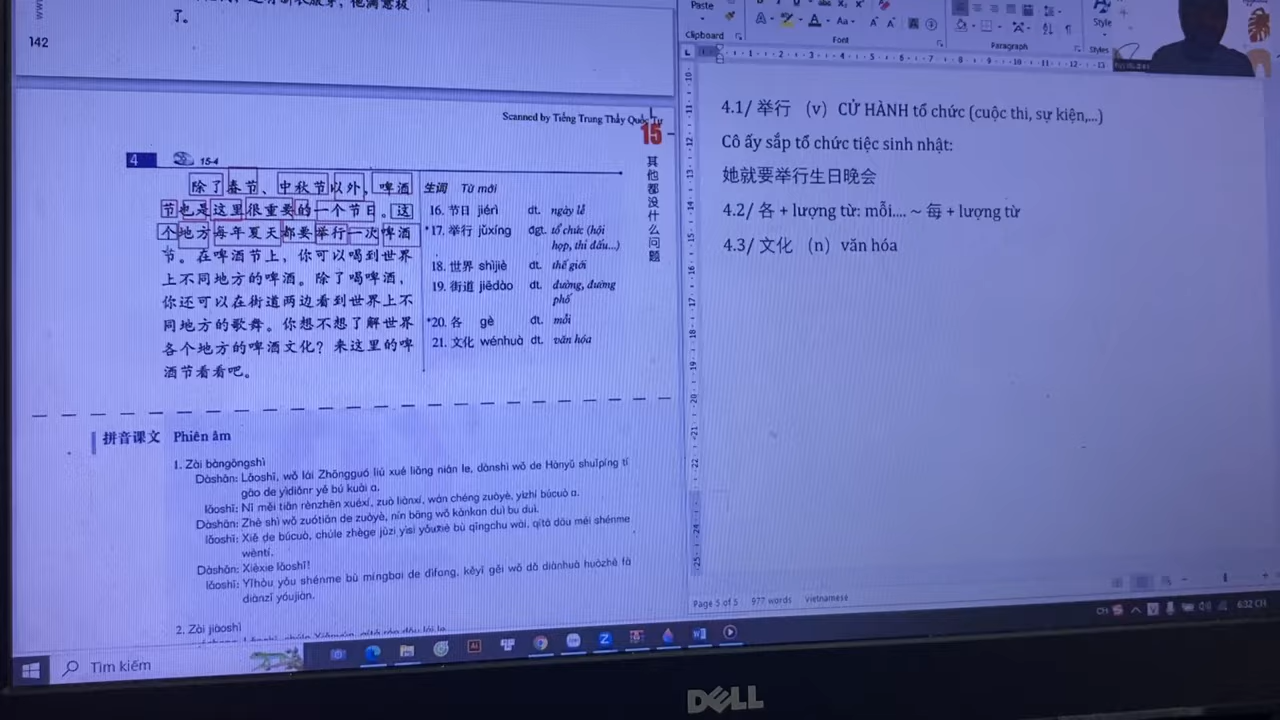 了。
142
Scanned by Tiếng Trung Thầy Quốc Tư
15
其他都没什么问题
4
15-4
除了春节、中秋节以外，啤酒
节也是这里很重要的一个节日。这
个地方每年夏天都要举行一次啤酒
节。在啤酒节上，你可以喝到世界
上不同地方的啤酒。除了喝啤酒，
你还可以在街道两边看到世界上不
同地方的歌舞。你想不想了解世界
各个地方的啤酒文化？来这里的啤
酒节看看吧。
生词 Từ mới
16. 节日 jiérì dt. ngày lễ
*17. 举行 jǔxíng đgt. tổ chức (hội
họp, thi đấu...)
18. 世界 shìjiè dt. thế giới
19. 街道 jiēdào dt. đường, đường
phố
*20. 各 gè đt. mỗi
21. 文化 wénhuà dt. văn hóa
拼音课文 Phiên âm
1. Zài bàngōngshì
Dàshān: Lǎoshī, wǒ lái Zhōngguó liú xué liǎng nián le, dànshì wǒ de Hànyǔ shuǐpíng tí
gāo de yìdiǎnr yě bú kuài a.
lǎoshī: Nǐ měi tiān rènzhēn xuéxí, zuò liànxí, wán chéng zuòyè, yìzhí búcuò a.
Dàshān: Zhè shì wǒ zuótiān de zuòyè, nín bāng wǒ kànkan duì bu duì.
lǎoshī: Xiě de búcuò, chúle zhège jùzi yìsi yǒudiǎnr bù qīngchu wài, qítā dōu méi shénme
wèntí.
Dàshān: Xièxie lǎoshī!
lǎoshī: Yǐhòu yǒu shénme bù míngbai de dìfang, kěyǐ gěi wǒ dǎ diànhuà huòzhě fā
diànzǐ yóujiàn.
2. Zài jiàoshì
Paste
Clipboard
Font
Paragraph
Style
Styles
4.1/ 举行 （v）CỬ HÀNH tổ chức (cuộc thi, sự kiện,...)
Cô ấy sắp tổ chức tiệc sinh nhật:
她就要举行生日晚会
4.2/ 各 + lượng từ: mỗi.... ~ 每 + lượng từ
4.3/ 文化 （n）văn hóa
Page 5 of 5 977 words Vietnamese
Tìm kiếm
CH
6:32 CH
DELL